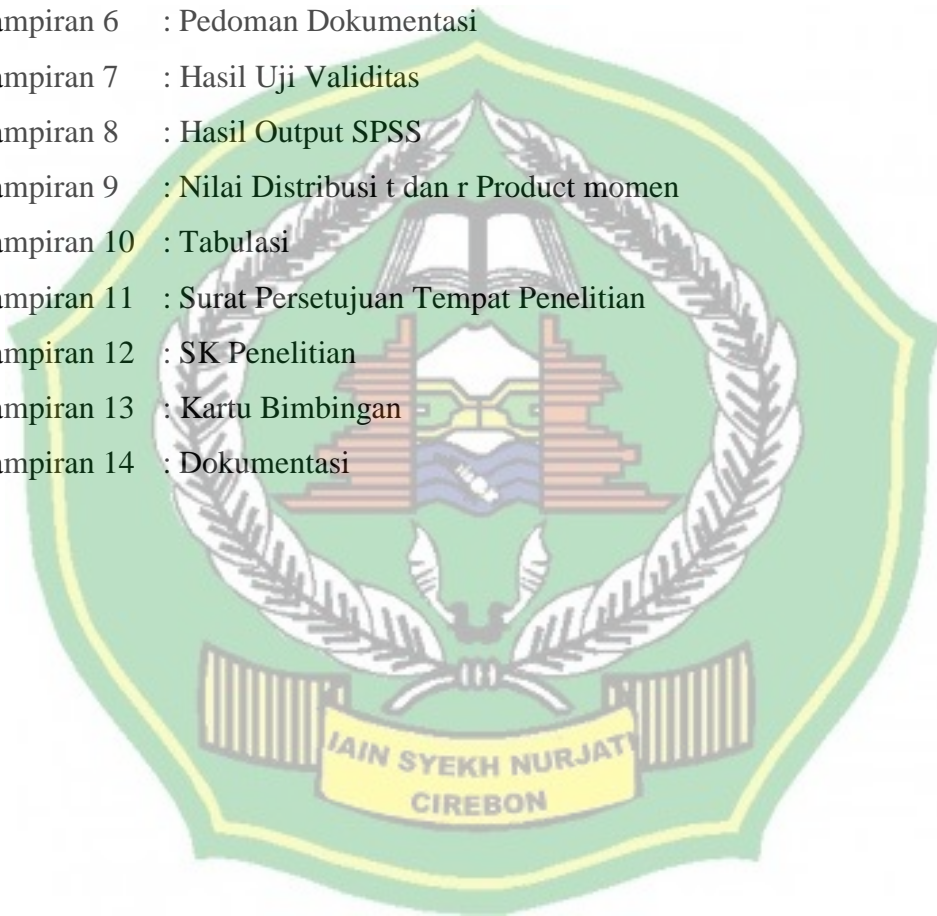 ampiran 6 : Pedoman Dokumentasi
ampiran 7 : Hasil Uji Validitas
ampiran 8 : Hasil Output SPSS
ampiran 9 : Nilai Distribusi t dan r Product momen
ampiran 10 : Tabulasi
ampiran 11 : Surat Persetujuan Tempat Penelitian
ampiran 12 : SK Penelitian
ampiran 13 : Kartu Bimbingan
ampiran 14 : Dokumentasi
IAIN SYEKH NURJATI
CIREBON